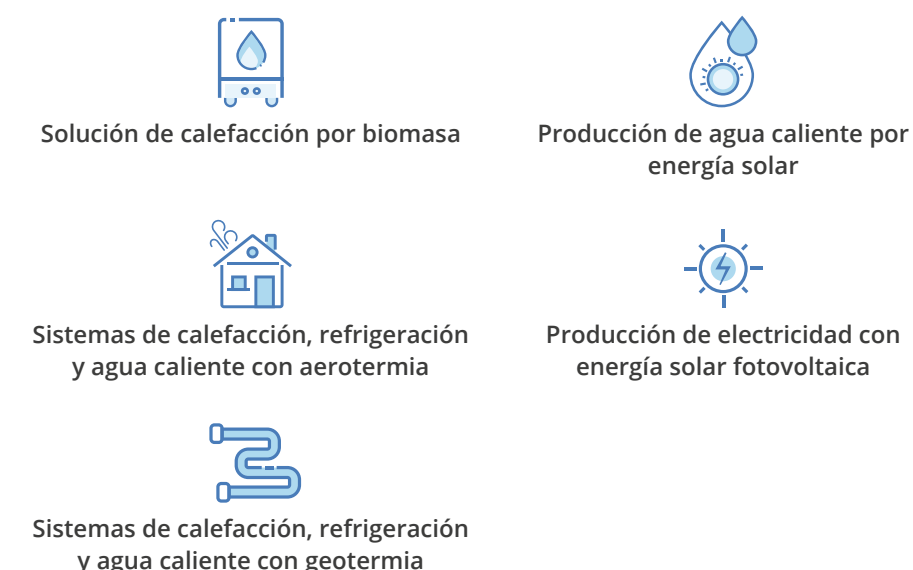 Solución de calefacción por biomasa
Producción de agua caliente por
energía solar
Sistemas de calefacción, refrigeración
y agua caliente con aerotermia
Producción de electricidad con
energía solar fotovoltaica
Sistemas de calefacción, refrigeración
y agua caliente con geotermia